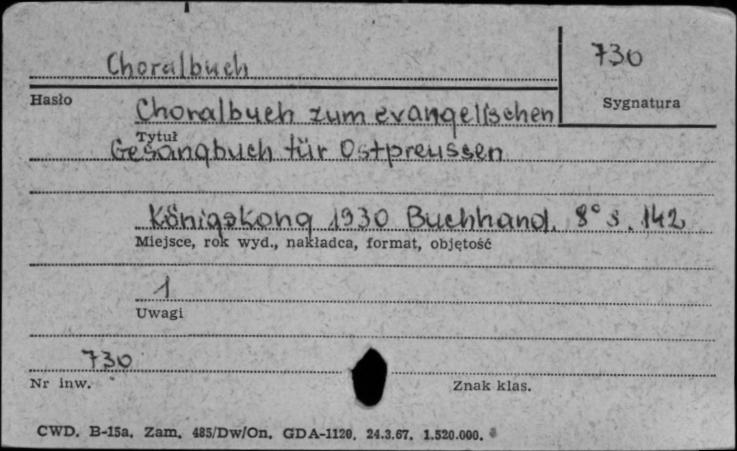 Choralbuch 730
Hasło Sygnatura
Choralbuch zum evangelischen
Tytuł
Gesangbuch für Ostpreussen
Königskong 1930 Buchhand. 8° s. 142
Miejsce, rok wyd., nakładca, format, objętość
1
Uwagi
730
Nr inw. Znak klas.
CWD. B-15a. Zam. 485/Dw/On. GDA-1120. 24.3.67. 1.520.000.